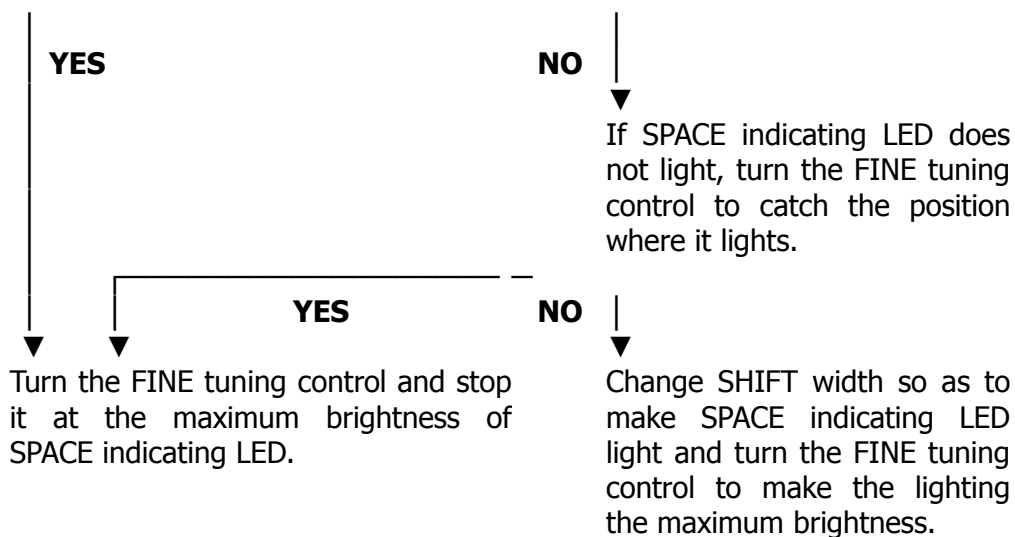 YES NO
If SPACE indicating LED does
not light, turn the FINE tuning
control to catch the position
where it lights.
YES NO
Turn the FINE tuning control and stop
it at the maximum brightness of
SPACE indicating LED.
Change SHIFT width so as to
make SPACE indicating LED
light and turn the FINE tuning
control to make the lighting
the maximum brightness.